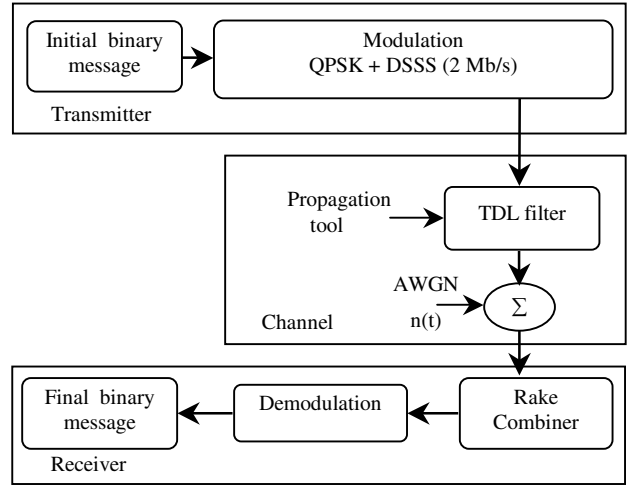 Initial binary
message
Modulation
QPSK + DSSS (2 Mb/s)
Transmitter
Propagation
tool
TDL filter
AWGN
n(t)
Σ
Channel
Final binary
message
Demodulation
Rake
Combiner
Receiver